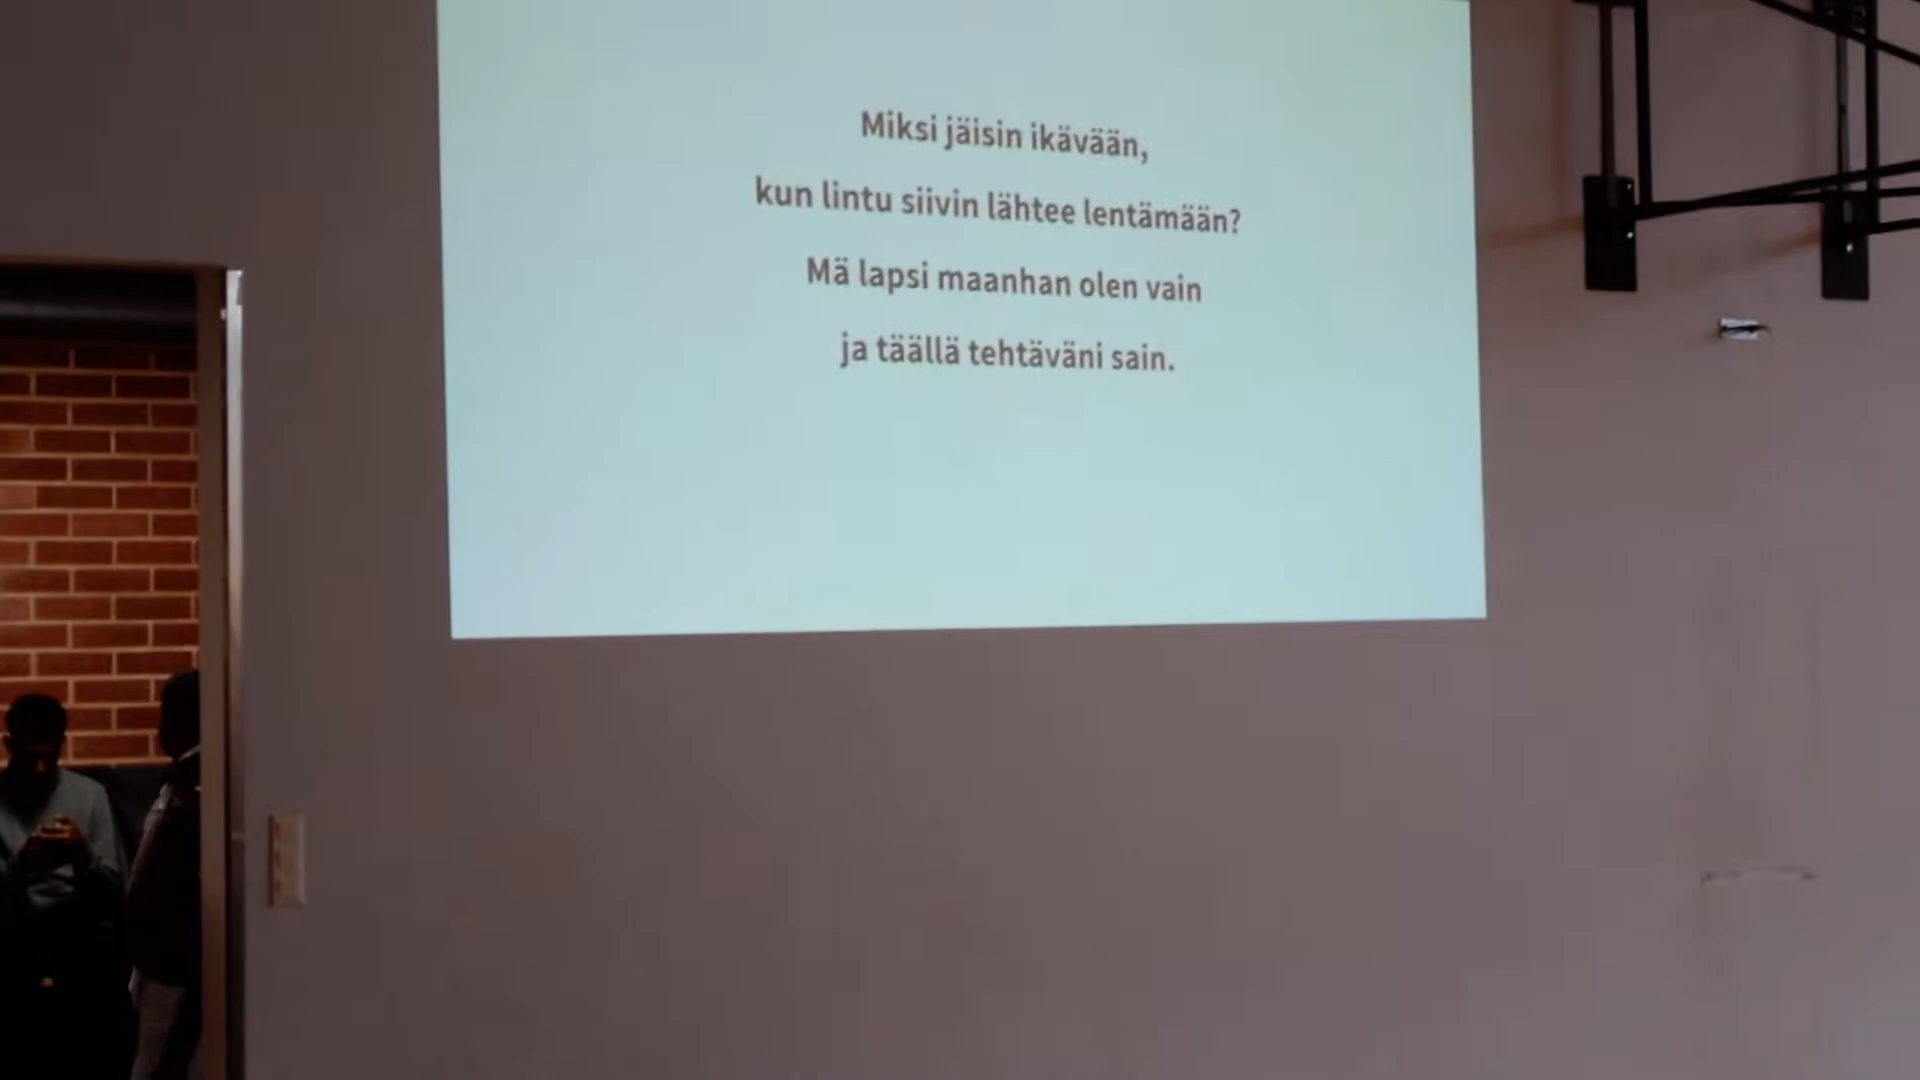 Miksi jäisin ikävään,
kun lintu siivin lähtee lentämään?
Mä lapsi maanhan olen vain
ja täällä tehtäväni sain.